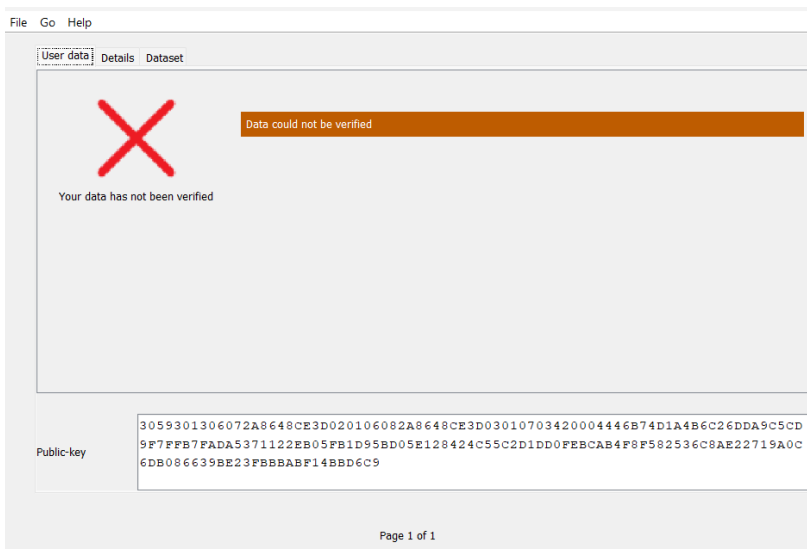 File Go Help
User data Details Dataset
Data could not be verified
Your data has not been verified
Public-key
3059301306072A8648CE3D020106082A8648CE3D03010703420004446B74D1A4B6C26DDA9C5CD
9F7FFB7FADA5371122EB05FB1D95BD05E128424C55C2D1DD0FEBCAB4F8F582536C8AE22719A0C
6DB086639BE23FBBBABF14BBD6C9
Page 1 of 1